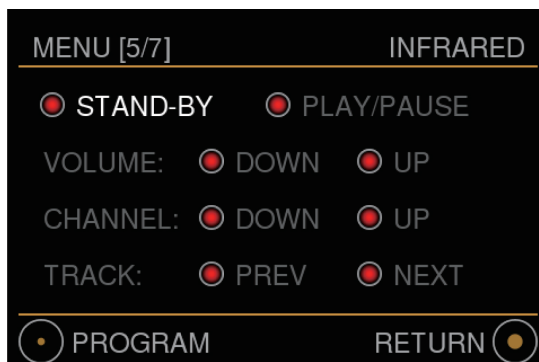 MENU [5/7] INFRARED
STAND-BY PLAY/PAUSE
VOLUME: DOWN UP
CHANNEL: DOWN UP
TRACK: PREV NEXT
PROGRAM RETURN